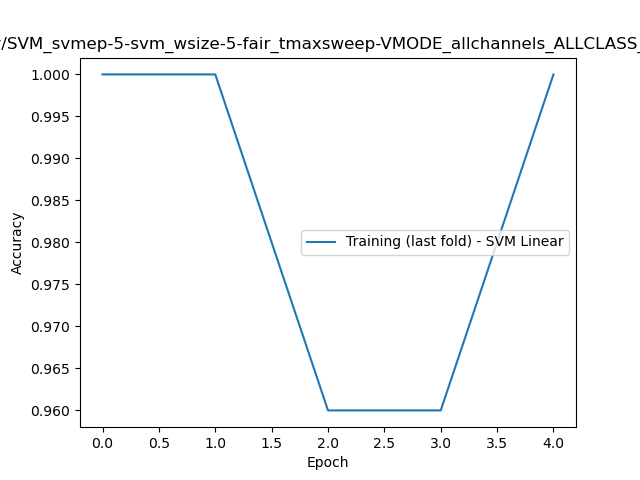 /SVM_svmep-5-svm_wsize-5-fair_tmaxsweep-VMODE_allchannels_ALLCLASS_
1.000
0.995
0.990
0.985
0.980
0.975
0.970
0.965
0.960
Accuracy
Training (last fold) - SVM Linear
0.0 0.5 1.0 1.5 2.0 2.5 3.0 3.5 4.0
Epoch